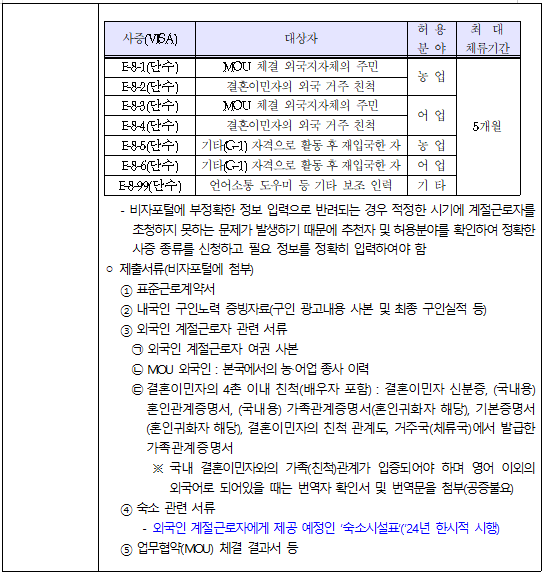 사증(VISA) 대상자 허용 분야 최대 체류기간
E-8-1(단수) MOU 체결 외국지자체의 주민 농업 5개월
E-8-2(단수) 결혼이민자의 외국 거주 친척
E-8-3(단수) MOU 체결 외국지자체의 주민 어업
E-8-4(단수) 결혼이민자의 외국 거주 친척
E-8-5(단수) 기타(G-1) 자격으로 활동 후 재입국한 자 농업
E-8-6(단수) 기타(G-1) 자격으로 활동 후 재입국한 자 어업
E-8-99(단수) 언어소통 도우미 등 기타 보조 인력 기타
- 비자포털에 부정확한 정보 입력으로 반려되는 경우 적정한 시기에 계절근로자를
초청하지 못하는 문제가 발생하기 때문에 추천자 및 허용분야를 확인하여 정확한
사증 종류를 신청하고 필요 정보를 정확히 입력하여야 함
○ 제출서류(비자포털에 첨부)
① 표준근로계약서
② 내국인 구인노력 증빙자료(구인 광고내용 사본 및 최종 구인실적 등)
③ 외국인 계절근로자 관련 서류
㉠ 외국인 계절근로자 여권 사본
㉡ MOU 외국인 : 본국에서의 농·어업 종사 이력
㉢ 결혼이민자의 4촌 이내 친척(배우자 포함) : 결혼이민자 신분증, (국내용)
혼인관계증명서, (국내용) 가족관계증명서(혼인귀화자 해당), 기본증명서
(혼인귀화자 해당), 결혼이민자의 친척 관계도, 거주국(체류국)에서 발급한
가족관계증명서
※ 국내 결혼이민자와의 가족(친척)관계가 입증되어야 하며 영어 이외의
외국어로 되어있을 때는 번역자 확인서 및 번역문을 첨부(공증불요)
④ 숙소 관련 서류
- 외국인 계절근로자에게 제공 예정인 '숙소시설표'('24년 한시적 시행)
⑤ 업무협약(MOU) 체결 결과서 등